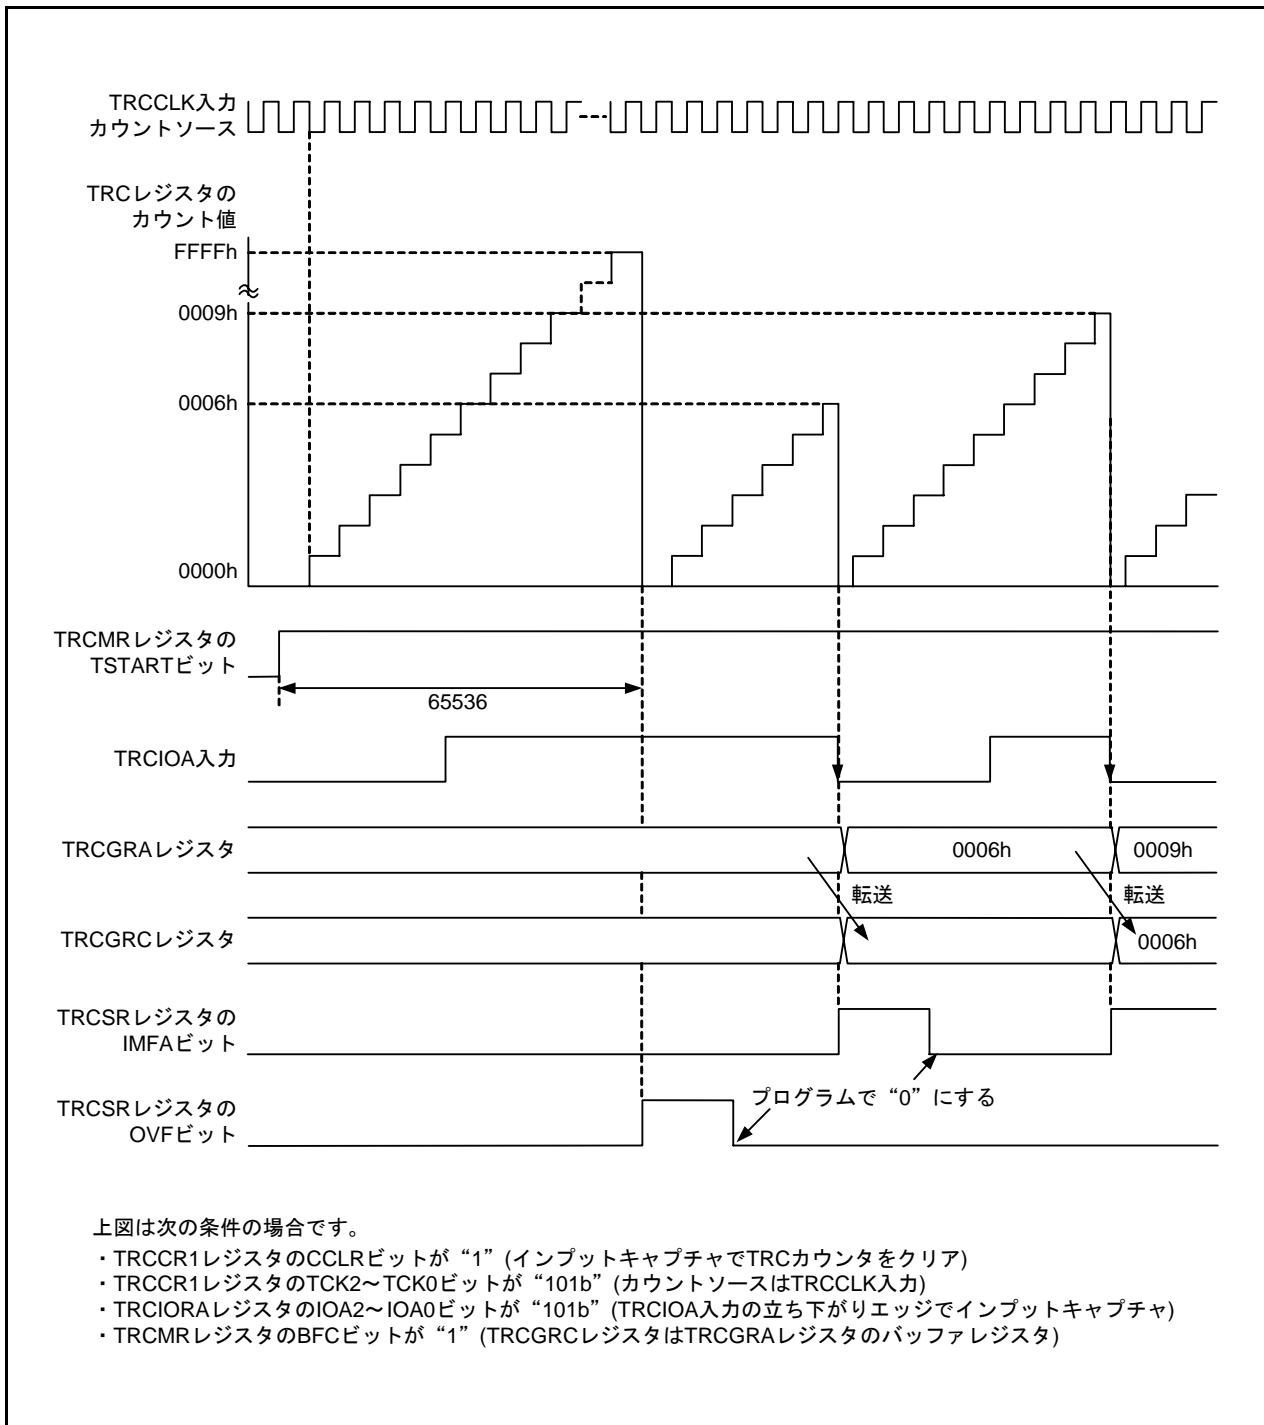 TRCCLK入力
カウントソース
TRCレジスタの
カウント値
FFFFh
0009h
0006h
0000h
TRCMRレジスタの
TSTARTビット
65536
TRCIOA入力
TRCGRAレジスタ
0006h
0009h
転送
転送
TRCGRCレジスタ
0006h
TRCSRレジスタの
IMFAビット
プログラムで“0”にする
TRCSRレジスタの
OVFビット
上図は次の条件の場合です。
・TRCCR1レジスタのCCLRビットが“1”(インプットキャプチャでTRCカウンタをクリア)
・TRCCR1レジスタのTCK2～TCK0ビットが“101b”(カウントソースはTRCCLK入力)
・TRCIORAレジスタのIOA2～IOA0ビットが“101b”(TRCIOA入力の立ち下がりエッジでインプットキャプチャ)
・TRCMRレジスタのBFCビットが“1”(TRCGRCレジスタはTRCGRAレジスタのバッファレジスタ)